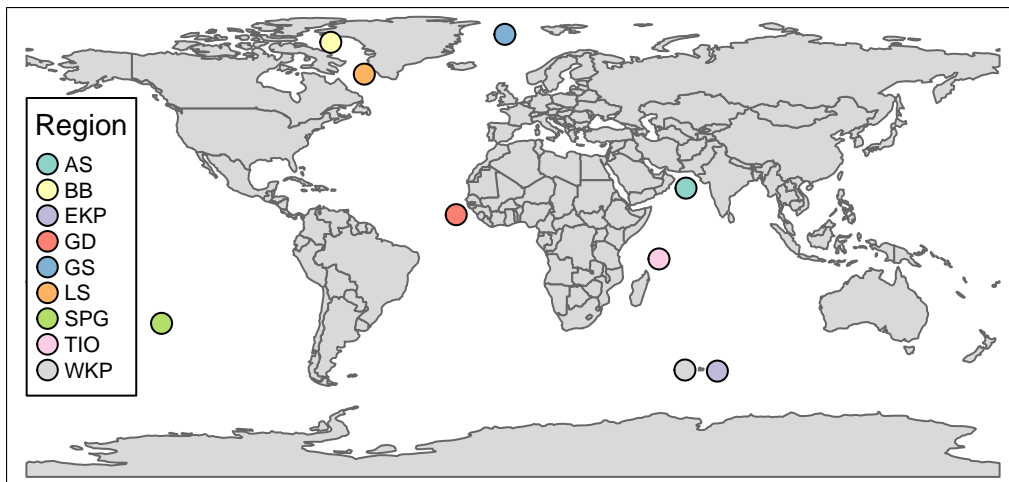 Region
AS
BB
EKP
GD
GS
LS
SPG
TIO
WKP